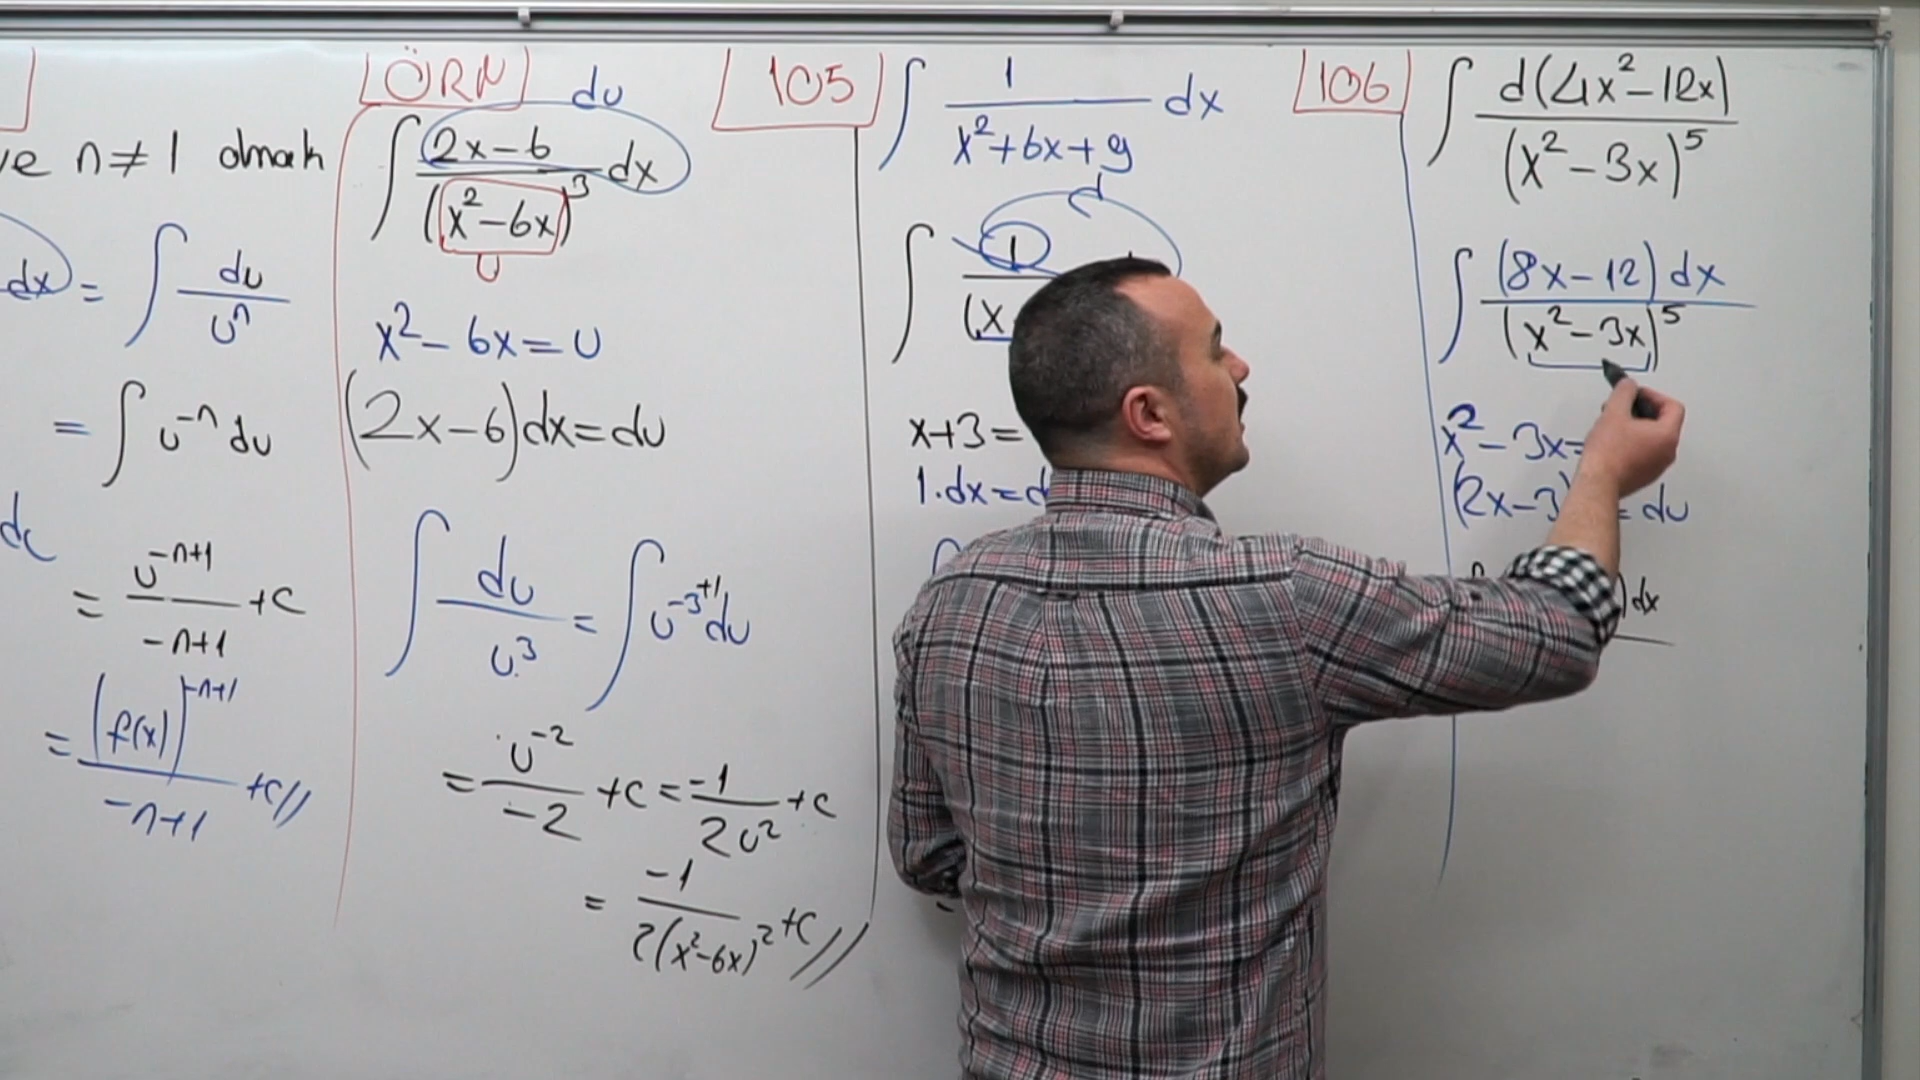 ve n≠1 olmak
dx = ∫ du/uⁿ
= ∫ u⁻ⁿ du
= u⁻ⁿ⁺¹/(-n+1) + c
= (f(x))⁻ⁿ⁺¹/(-n+1) + c //
ÖRN
du
∫ (2x-6)/(x²-6x)³ dx
u
x²-6x=u
(2x-6)dx=du
∫ du/u³ = ∫ u⁻³⁺¹ du
= u⁻²/-2 + c = -1/2u² + c
= -1/2(x²-6x)² + c //
105
∫ 1/(x²+6x+9) dx
d
∫ 1/(x
x+3=
1.dx=d
106
∫ d(4x²-12x)/(x²-3x)⁵
∫ (8x-12)dx/(x²-3x)⁵
x²-3x=
(2x-3) = du
)dx